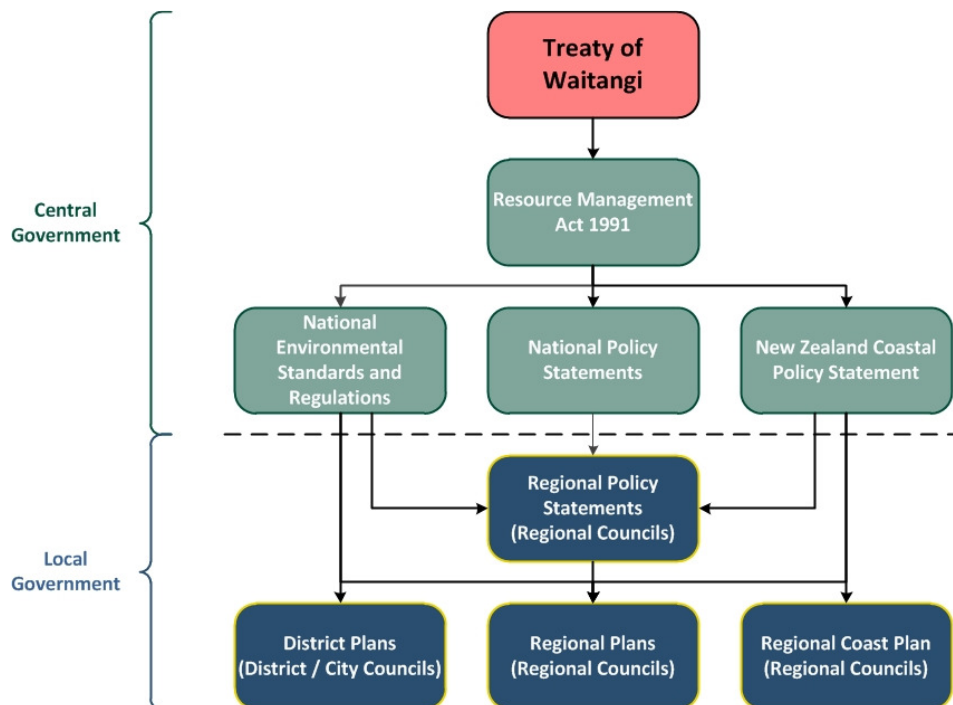 Treaty of
Waitangi
Resource Management
Act 1991
Central
Government
National
Environmental
Standards and
Regulations
National Policy
Statements
New Zealand Coastal
Policy Statement
Regional Policy
Statements
(Regional Councils)
Local
Government
District Plans
(District / City Councils)
Regional Plans
(Regional Councils)
Regional Coast Plan
(Regional Councils)